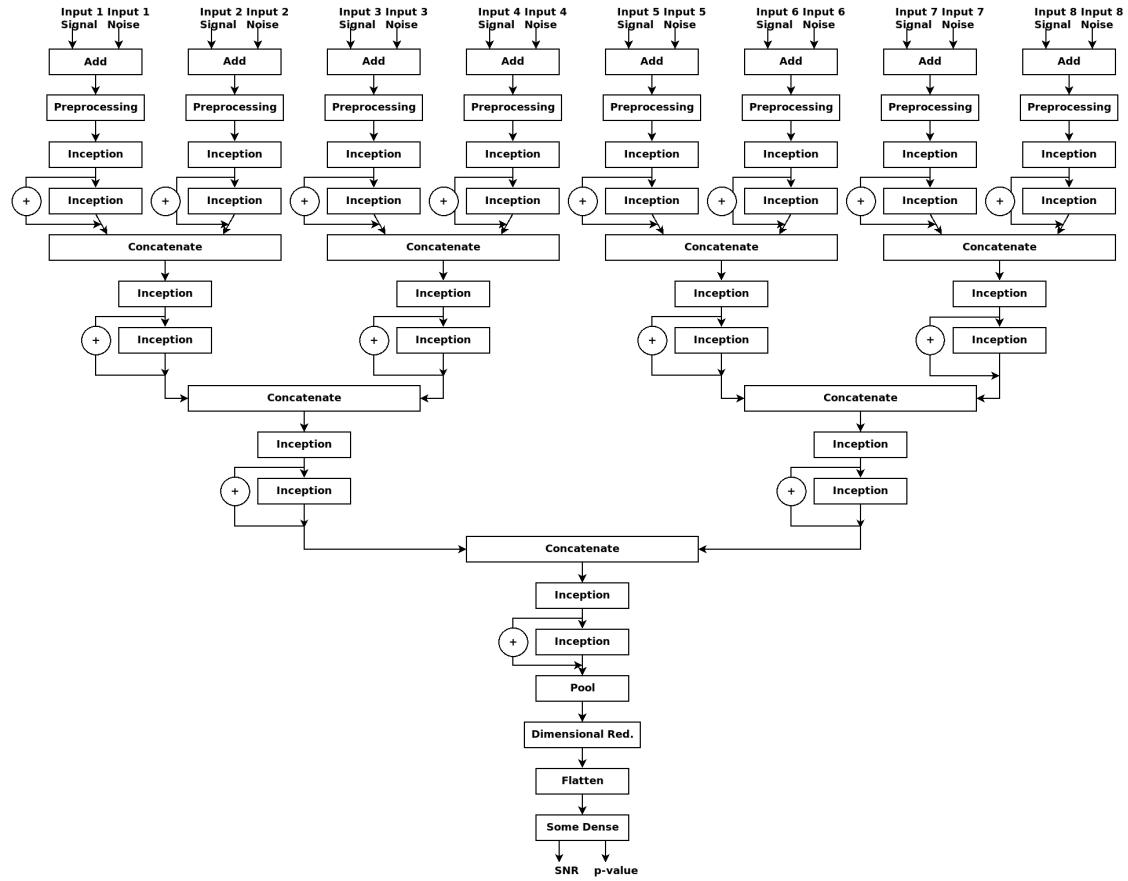 Input 1 Input 1 Input 2 Input 2 Input 3 Input 3 Input 4 Input 4 Input 5 Input 5 Input 6 Input 6 Input 7 Input 7 Input 8 Input 8
Signal Noise Signal Noise Signal Noise Signal Noise Signal Noise Signal Noise Signal Noise Signal Noise
Add Add Add Add Add Add Add Add
Preprocessing Preprocessing Preprocessing Preprocessing Preprocessing Preprocessing Preprocessing Preprocessing
Inception Inception Inception Inception Inception Inception Inception Inception
+ Inception + Inception + Inception + Inception + Inception + Inception + Inception + Inception
Concatenate Concatenate Concatenate Concatenate
Inception Inception Inception Inception
+ Inception + Inception + Inception + Inception
Concatenate Concatenate
Inception Inception
+ Inception + Inception
Concatenate
Inception
+ Inception
Pool
Dimensional Red.
Flatten
Some Dense
SNR p-value